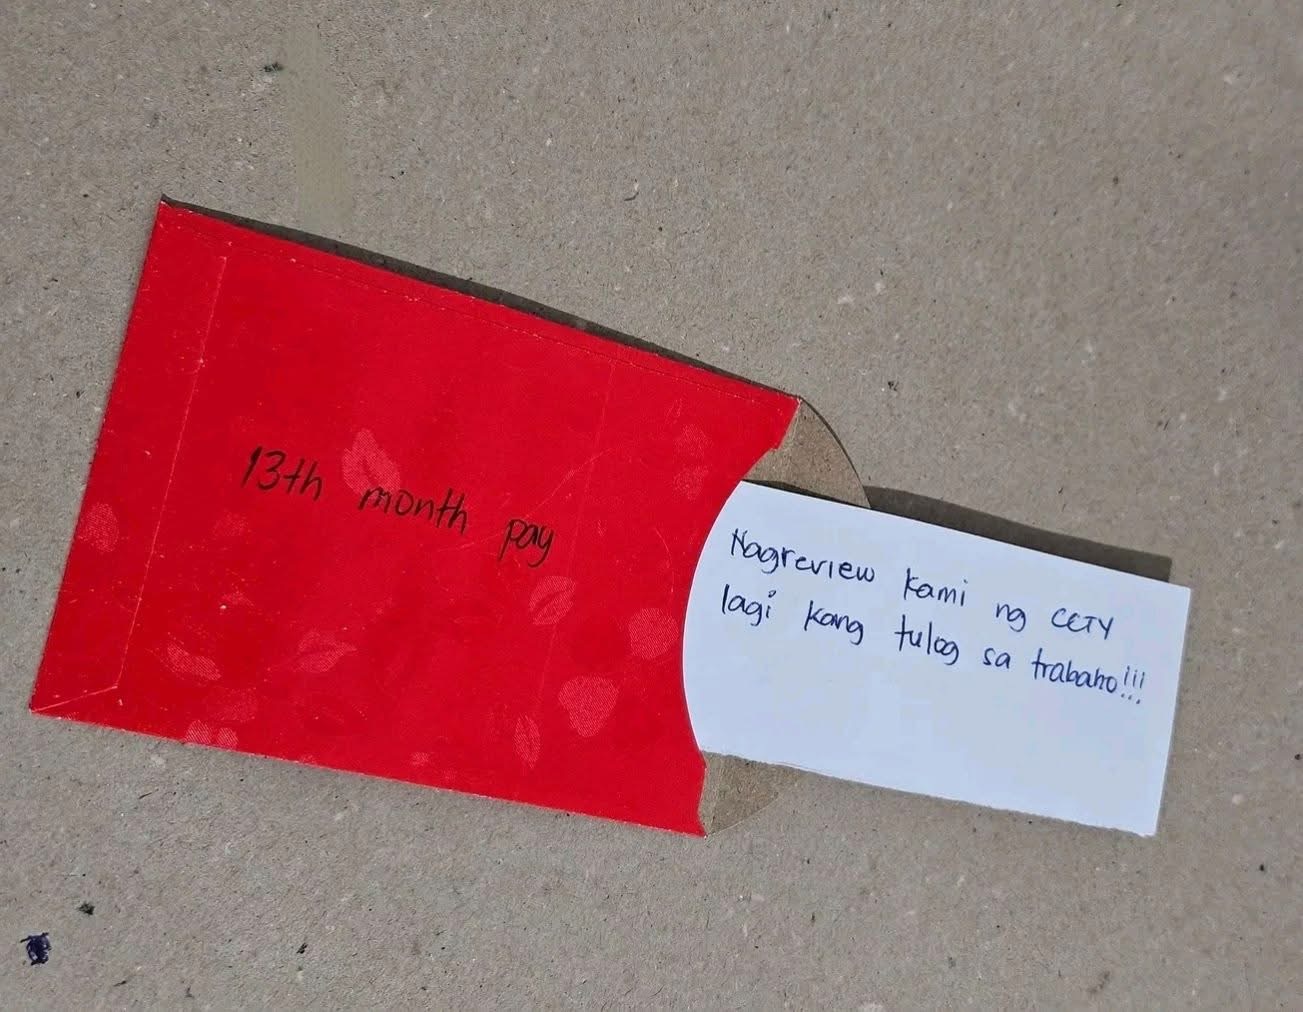 13th month pay
Nagreview kami ng CCTV
lagi kang tulog sa trabaho!!!